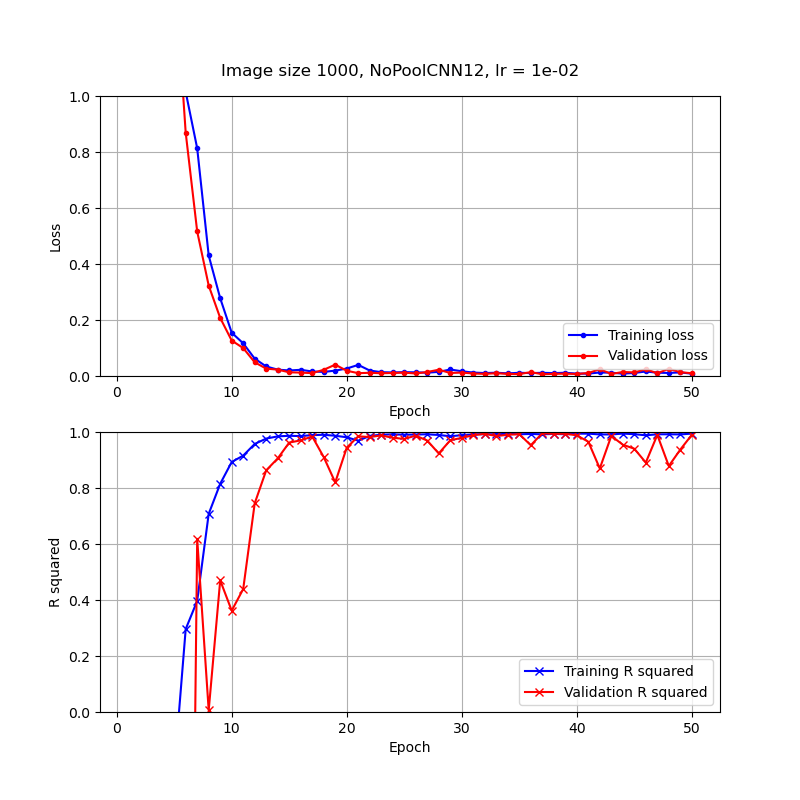 Image size 1000, NoPoolCNN12, lr = 1e-02
1.0
0.8
0.6
0.4
0.2
0.0
Loss
Training loss
Validation loss
0 10 20 30 40 50
Epoch
1.0
0.8
0.6
0.4
0.2
0.0
R squared
Training R squared
Validation R squared
0 10 20 30 40 50
Epoch